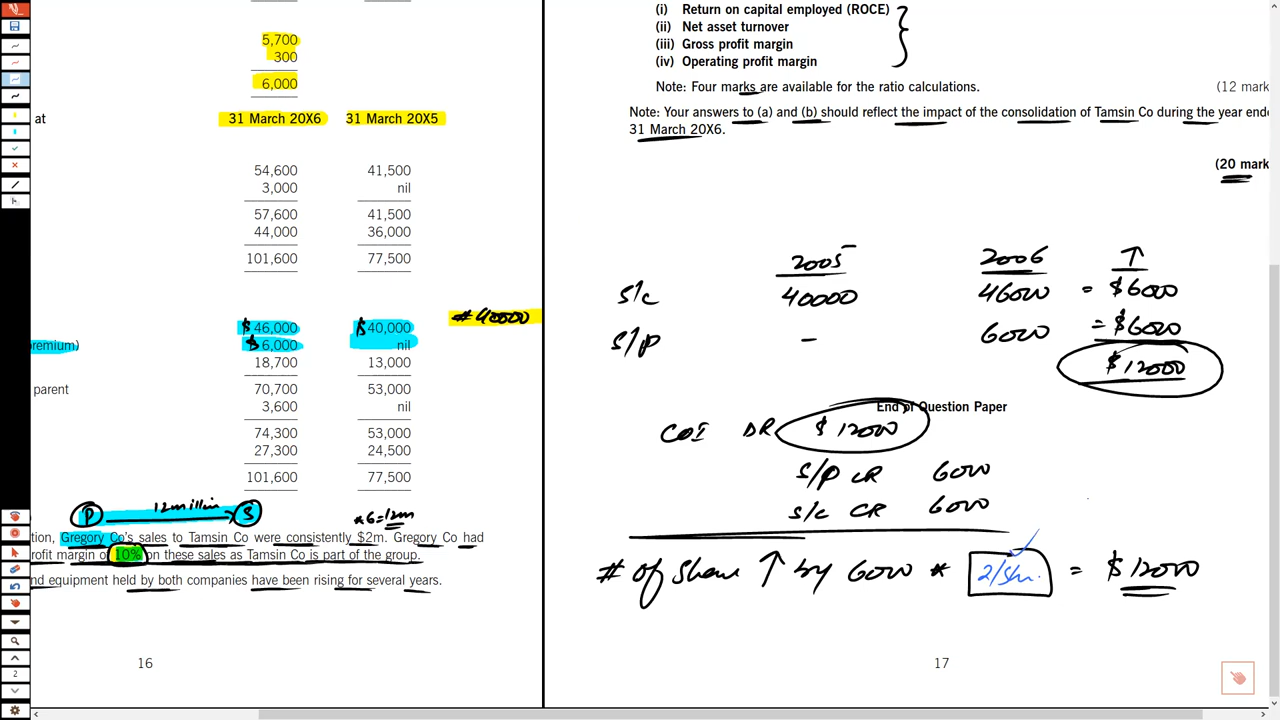 5,700
300
6,000
at 31 March 20X6 31 March 20X5
54,600 41,500
3,000 nil
57,600 41,500
44,000 36,000
101,600 77,500
# 40000
$46,000 $40,000
premium) $6,000 nil
18,700 13,000
parent 70,700 53,000
3,600 nil
74,300 53,000
27,300 24,500
101,600 77,500
P 12million S
*6=12m
tion, Gregory Co's sales to Tamsin Co were consistently $2m. Gregory Co had
rofit margin of 10% on these sales as Tamsin Co is part of the group.
nd equipment held by both companies have been rising for several years.
16
(i) Return on capital employed (ROCE)
(ii) Net asset turnover
(iii) Gross profit margin
(iv) Operating profit margin
Note: Four marks are available for the ratio calculations. (12 mark
Note: Your answers to (a) and (b) should reflect the impact of the consolidation of Tamsin Co during the year ende
31 March 20X6.
(20 mark
2005 2006 ↑
S/C 40000 46000 = $6000
S/P - 6000 = $6000
$12000
End of Question Paper
COI DR $12000
S/P CR 6000
S/C CR 6000
# of Share ↑ by 6000 * 2/Shr. = $12000
17
2